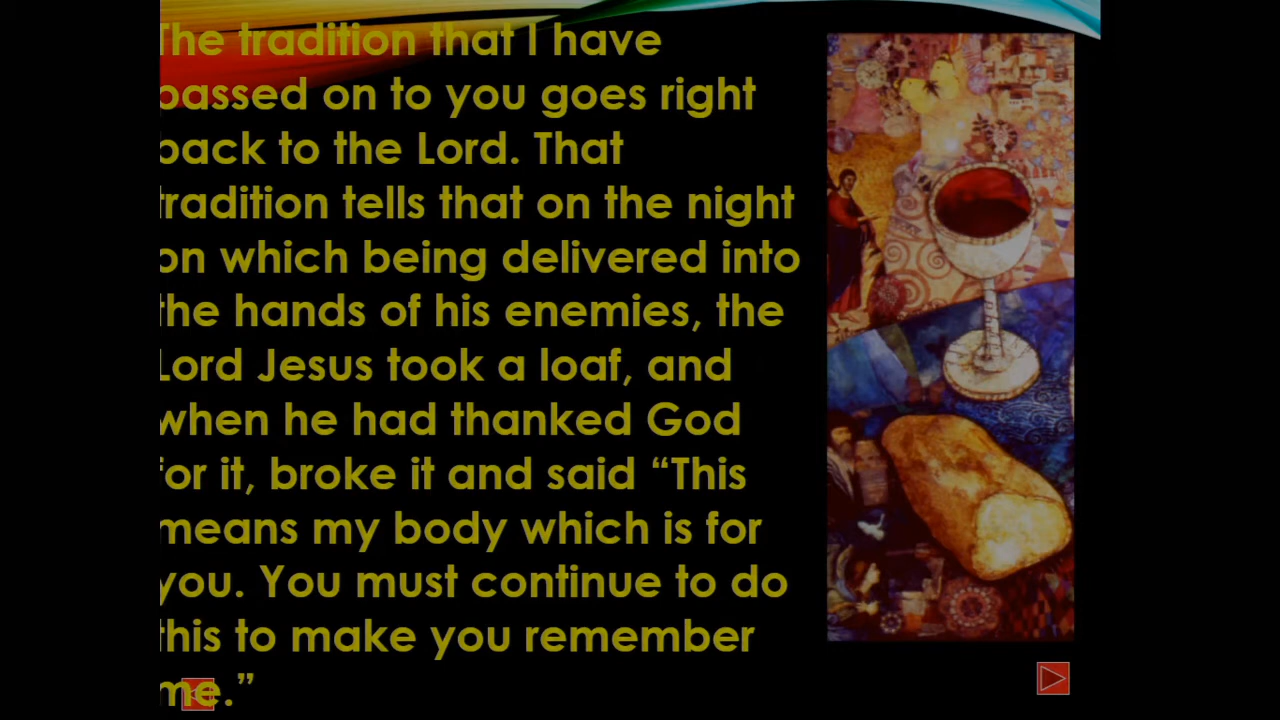 The tradition that I have
passed on to you goes right
back to the Lord. That
tradition tells that on the night
on which being delivered into
the hands of his enemies, the
Lord Jesus took a loaf, and
when he had thanked God
for it, broke it and said “This
means my body which is for
you. You must continue to do
this to make you remember
me.”